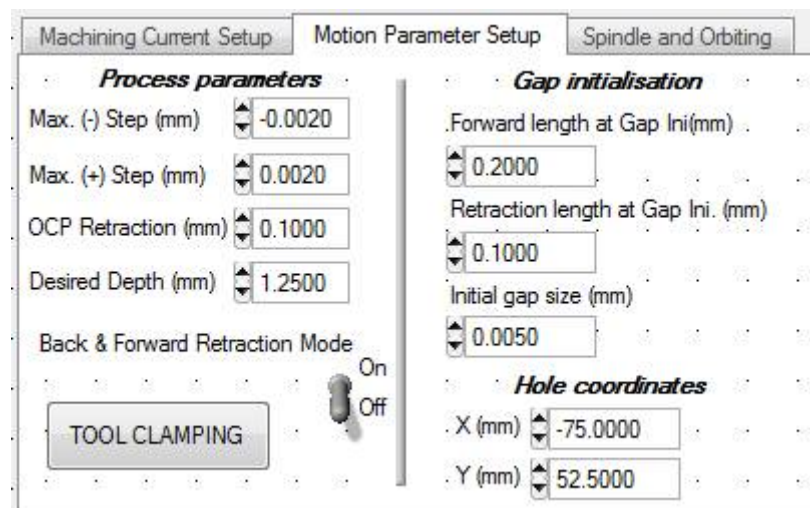 Machining Current Setup
Motion Parameter Setup
Spindle and Orbiting
Process parameters
Max. (-) Step (mm) -0.0020
Max. (+) Step (mm) 0.0020
OCP Retraction (mm) 0.1000
Desired Depth (mm) 1.2500
Back & Forward Retraction Mode
On
Off
TOOL CLAMPING
Gap initialisation
Forward length at Gap Ini(mm)
0.2000
Retraction length at Gap Ini. (mm)
0.1000
Initial gap size (mm)
0.0050
Hole coordinates
X (mm) -75.0000
Y (mm) 52.5000